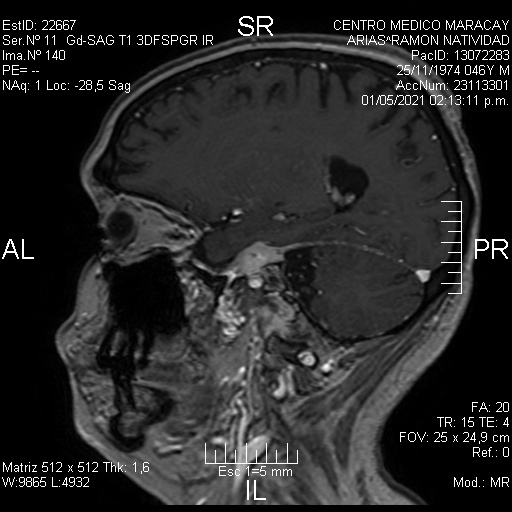 EstID: 22667
Ser.Nº 11 Gd-SAG T1 3DFSPGR IR
Ima.Nº 140
PE= --
NAq: 1 Loc: -28,5 Sag
SR
CENTRO MEDICO MARACAY
ARIAS^RAMON NATIVIDAD
PacID: 13072283
25/11/1974 046Y M
AccNum: 23113301
01/05/2021 02:13:11 p.m.
AL
PR
FA: 20
TR: 15 TE: 4
FOV: 25 x 24,9 cm
Ref.: 0
Mod.: MR
Matriz 512 x 512 Thk: 1,6
W:9865 L:4932
Esc 1=5 mm
IL